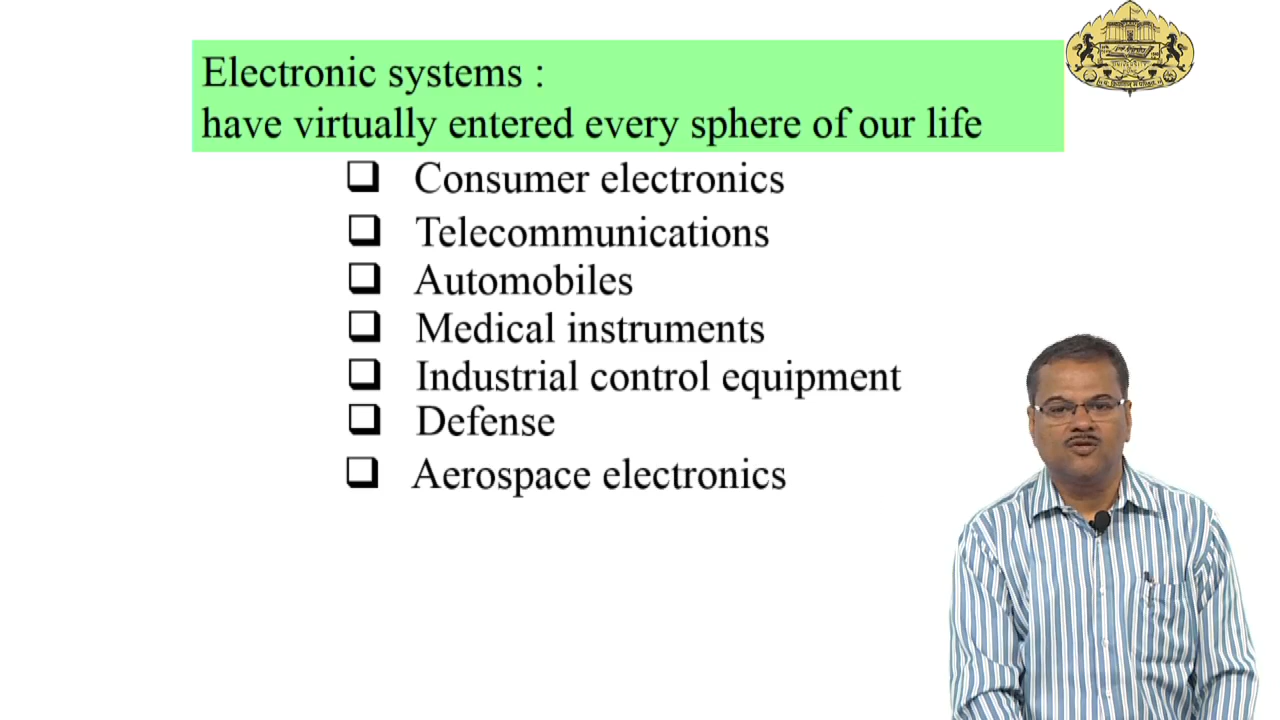 Electronic systems :
have virtually entered every sphere of our life
Consumer electronics
Telecommunications
Automobiles
Medical instruments
Industrial control equipment
Defense
Aerospace electronics